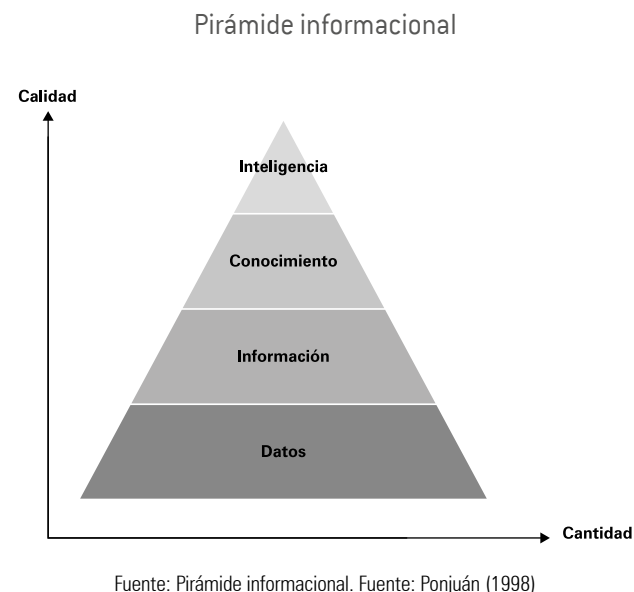 Pirámide informacional
Calidad
Inteligencia
Conocimiento
Información
Datos
Cantidad
Fuente: Pirámide informacional. Fuente: Ponjuán (1998)